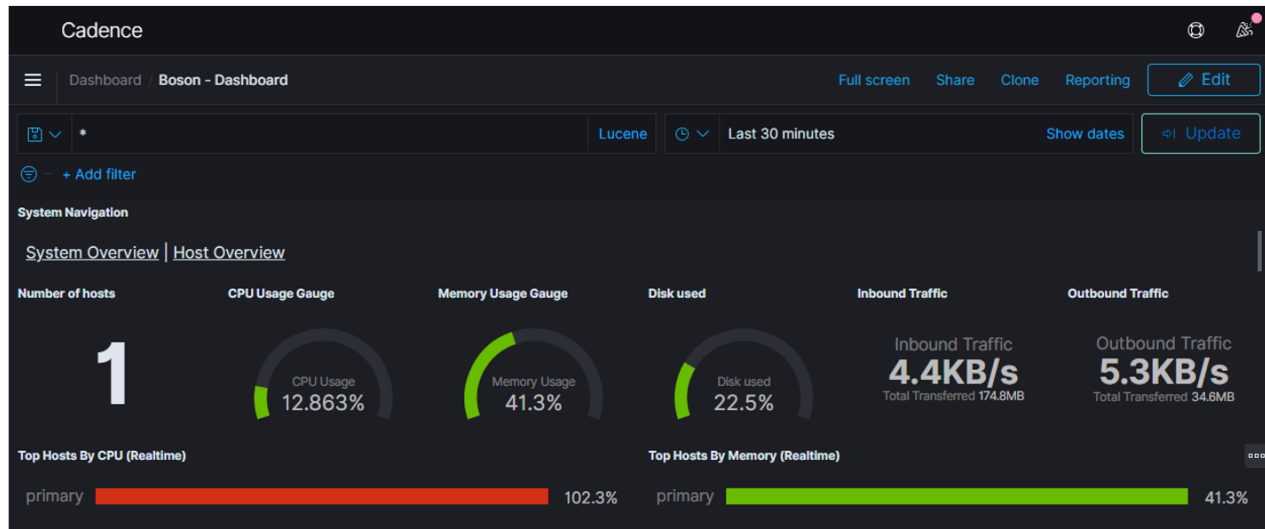 Cadence
Dashboard / Boson - Dashboard Full screen Share Clone Reporting Edit
* Lucene Last 30 minutes Show dates Update
+ Add filter
System Navigation
System Overview | Host Overview
Number of hosts CPU Usage Gauge Memory Usage Gauge Disk used Inbound Traffic Outbound Traffic
1
CPU Usage
12.863%
Memory Usage
41.3%
Disk used
22.5%
Inbound Traffic
4.4KB/s
Total Transferred 174.8MB
Outbound Traffic
5.3KB/s
Total Transferred 34.6MB
Top Hosts By CPU (Realtime) Top Hosts By Memory (Realtime)
primary 102.3% primary 41.3%